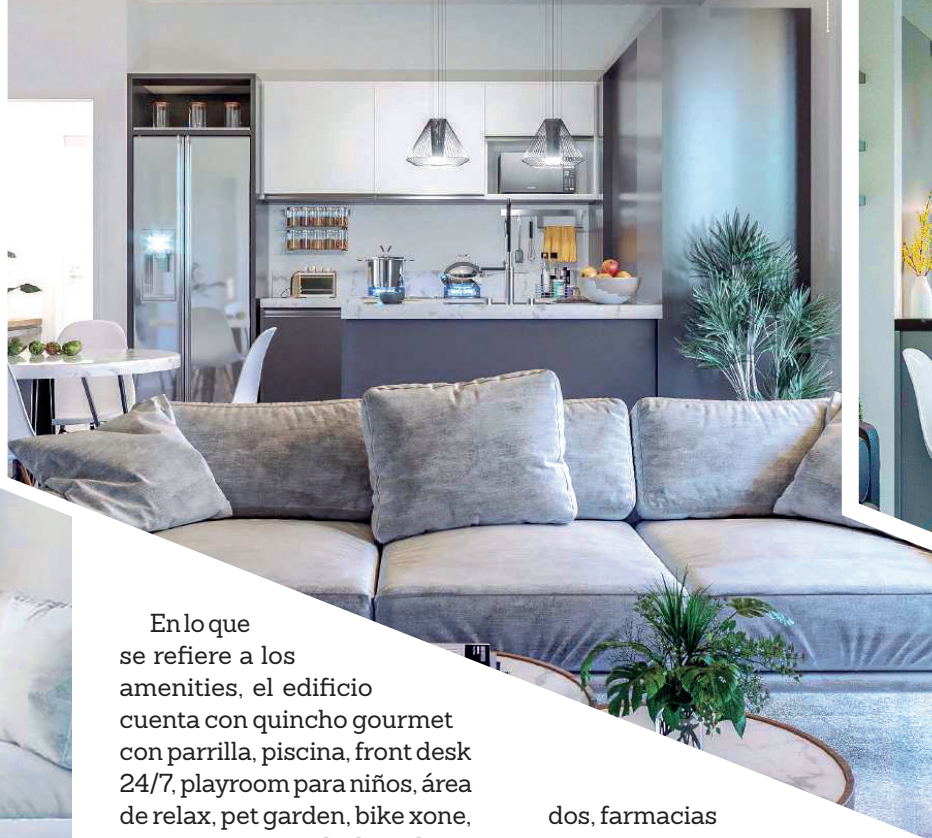 En lo que
se refiere a los
amenities, el edificio
cuenta con quincho gourmet
con parrilla, piscina, front desk
24/7, playroom para niños, área
de relax, pet garden, bike xone,
dos, farmacias